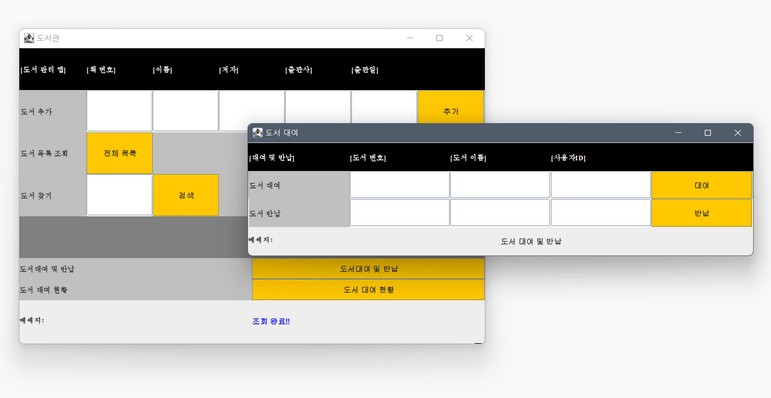 도서관
[도서 관리 앱] [책 번호] [이름] [저자] [출판사] [출판일]
도서 추가 추가
도서 목록 조회 전체 목록
도서 찾기 검색
도서대여 및 반납 도서대여 및 반납
도서 대여 현황 도서 대여 현황
메세지: 조회 완료!!
도서 대여
[대여 및 반납] [도서 번호] [도서 이름] [사용자ID]
도서 대여 대여
도서 반납 반납
메세지: 도서 대여 및 반납